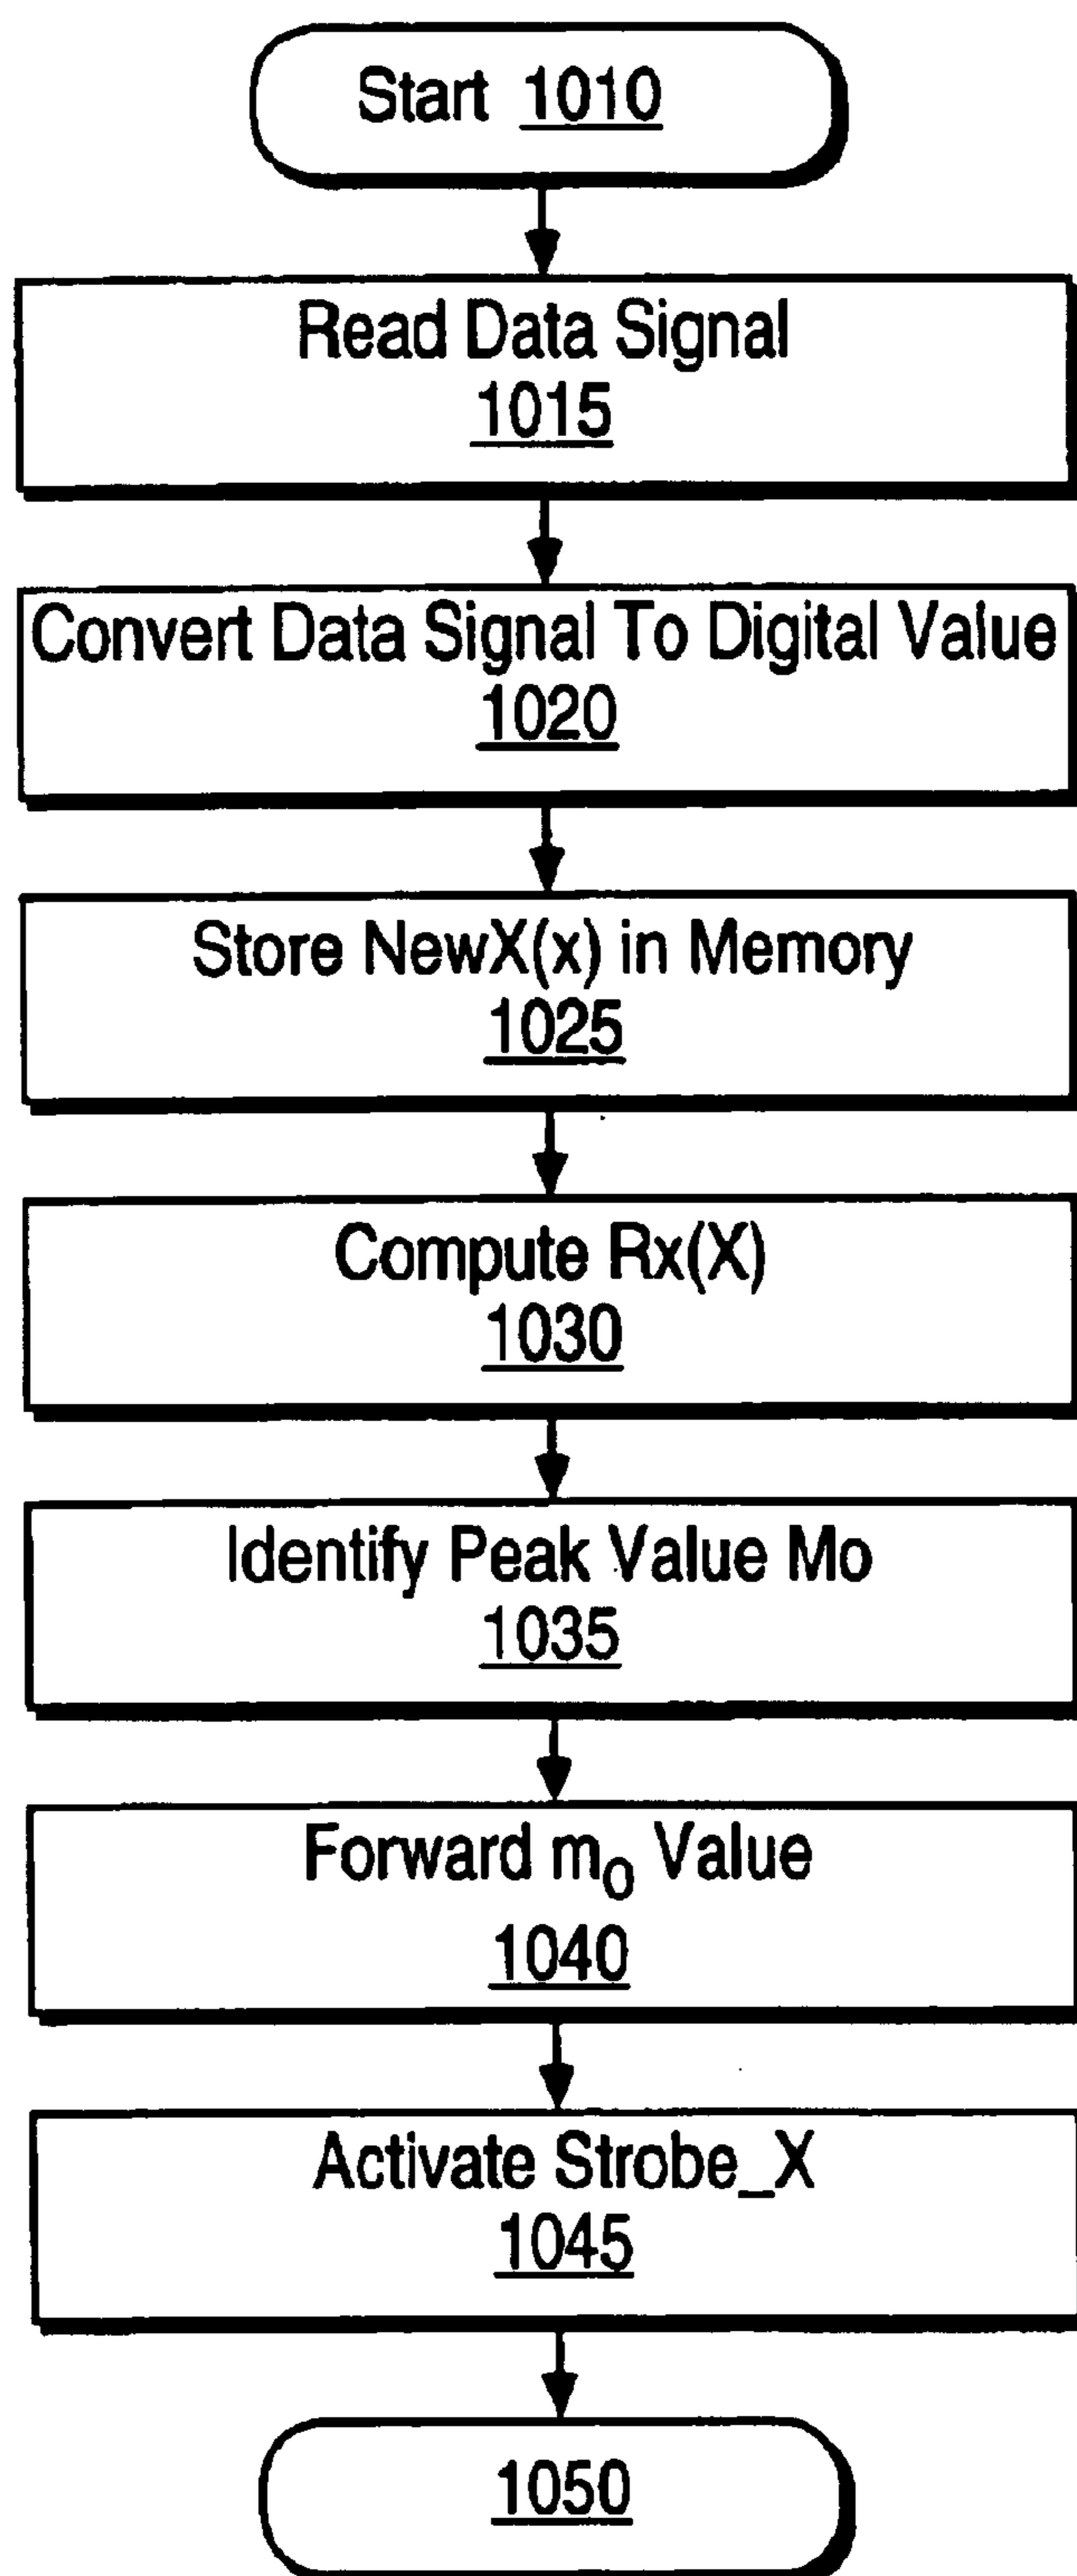 Start 1010
Read Data Signal
1015
Convert Data Signal To Digital Value
1020
Store NewX(x) in Memory
1025
Compute Rx(X)
1030
Identify Peak Value Mo
1035
Forward m₀ Value
1040
Activate Strobe_X
1045
1050